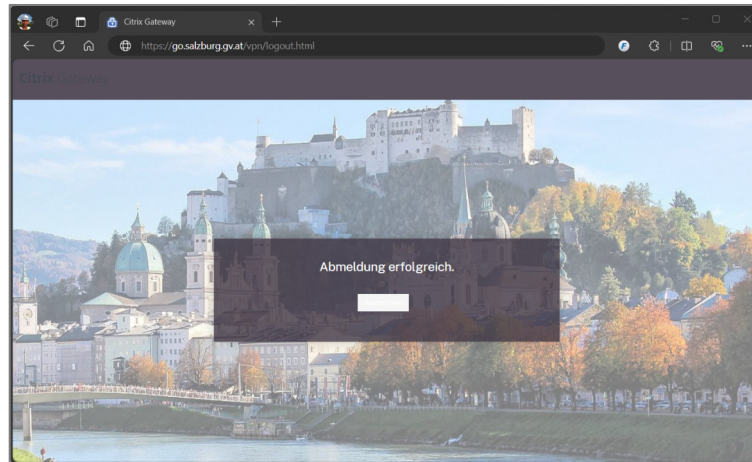 Citrix Gateway
https://go.salzburg.gv.at/vpn/logout.html
Citrix Gateway
Abmeldung erfolgreich.